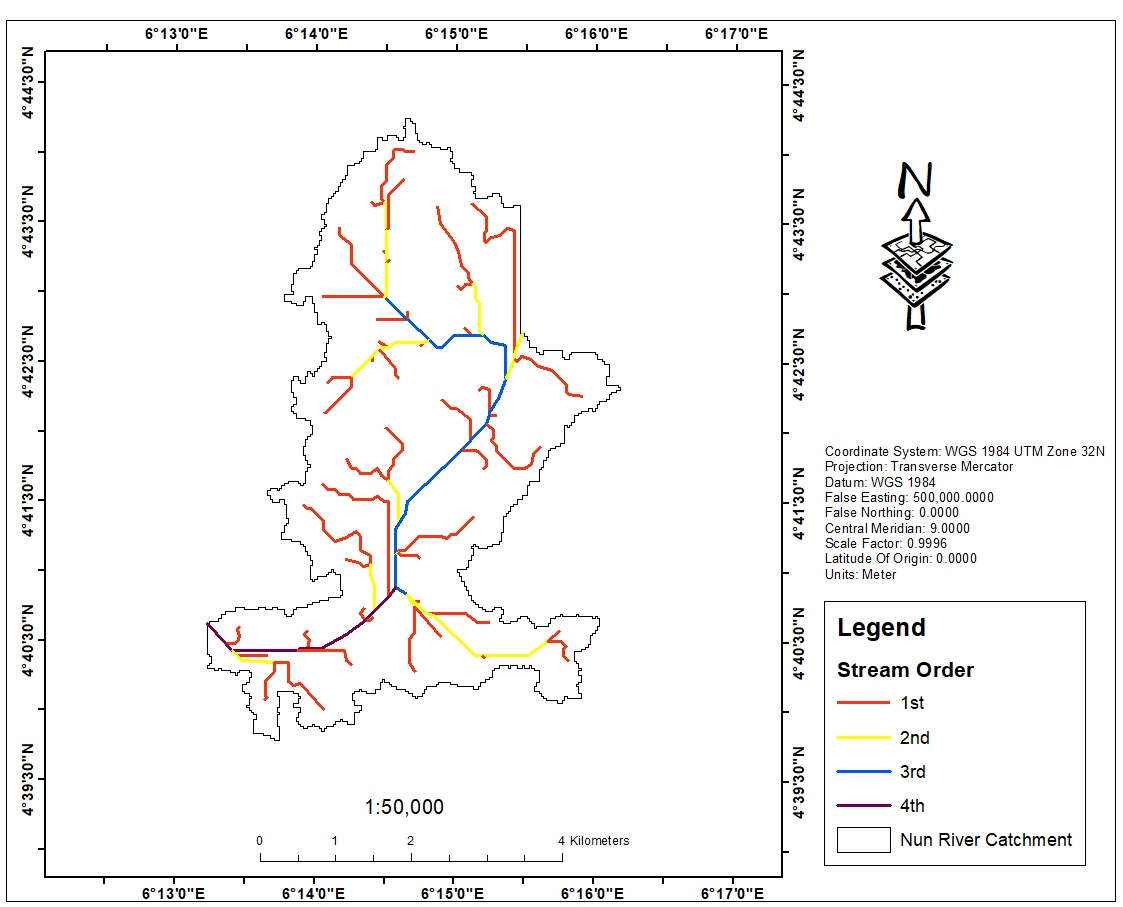 6°13'0"E 6°14'0"E 6°15'0"E 6°16'0"E 6°17'0"E
4°44'30"N
4°43'30"N
4°42'30"N
4°41'30"N
4°40'30"N
4°39'30"N
4°44'30"N
4°43'30"N
4°42'30"N
4°41'30"N
4°40'30"N
4°39'30"N
N
Coordinate System: WGS 1984 UTM Zone 32N
Projection: Transverse Mercator
Datum: WGS 1984
False Easting: 500,000.0000
False Northing: 0.0000
Central Meridian: 9.0000
Scale Factor: 0.9996
Latitude Of Origin: 0.0000
Units: Meter
Legend
Stream Order
1st
2nd
3rd
4th
Nun River Catchment
1:50,000
0 1 2 4 Kilometers
6°13'0"E 6°14'0"E 6°15'0"E 6°16'0"E 6°17'0"E